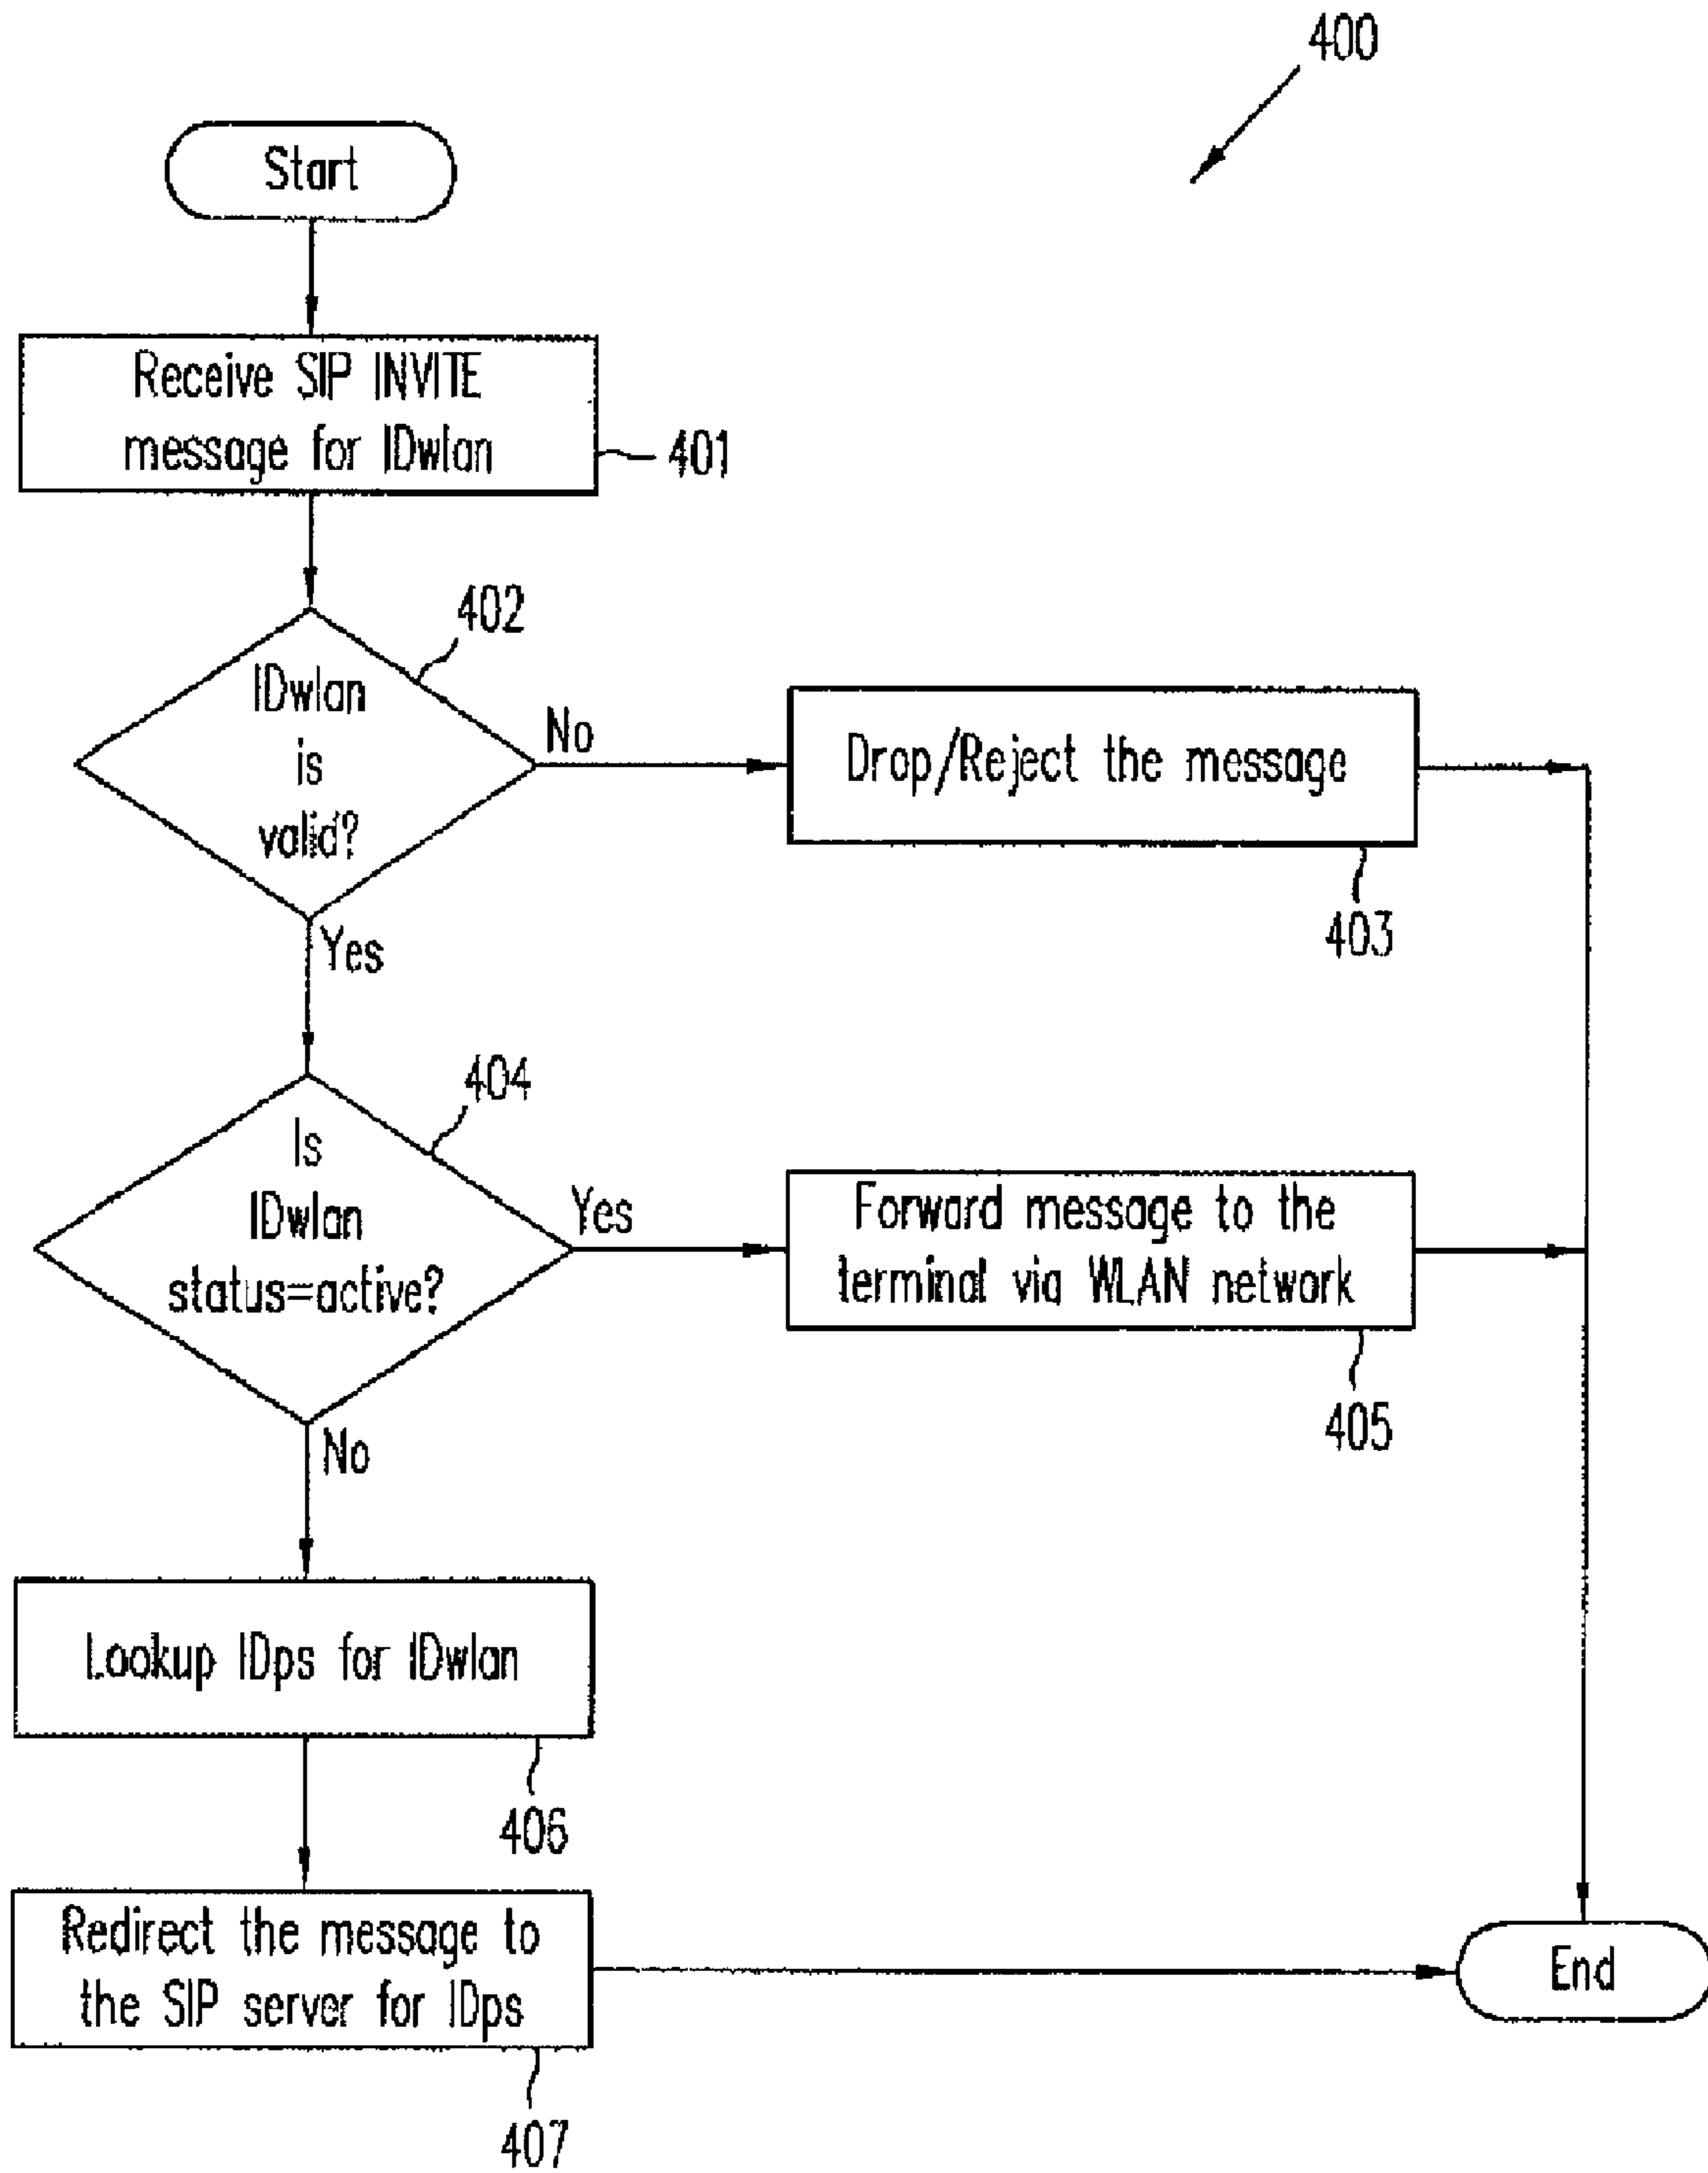 400
Start
Receive SIP INVITE
message for IDwlan
401
402
IDwlan
is
valid?
No
Drop/Reject the message
403
Yes
404
Is
IDwlan
status=active?
Yes
Forward message to the
terminal via WLAN network
405
No
Lookup IDps for IDwlan
406
Redirect the message to
the SIP server for IDps
407
End